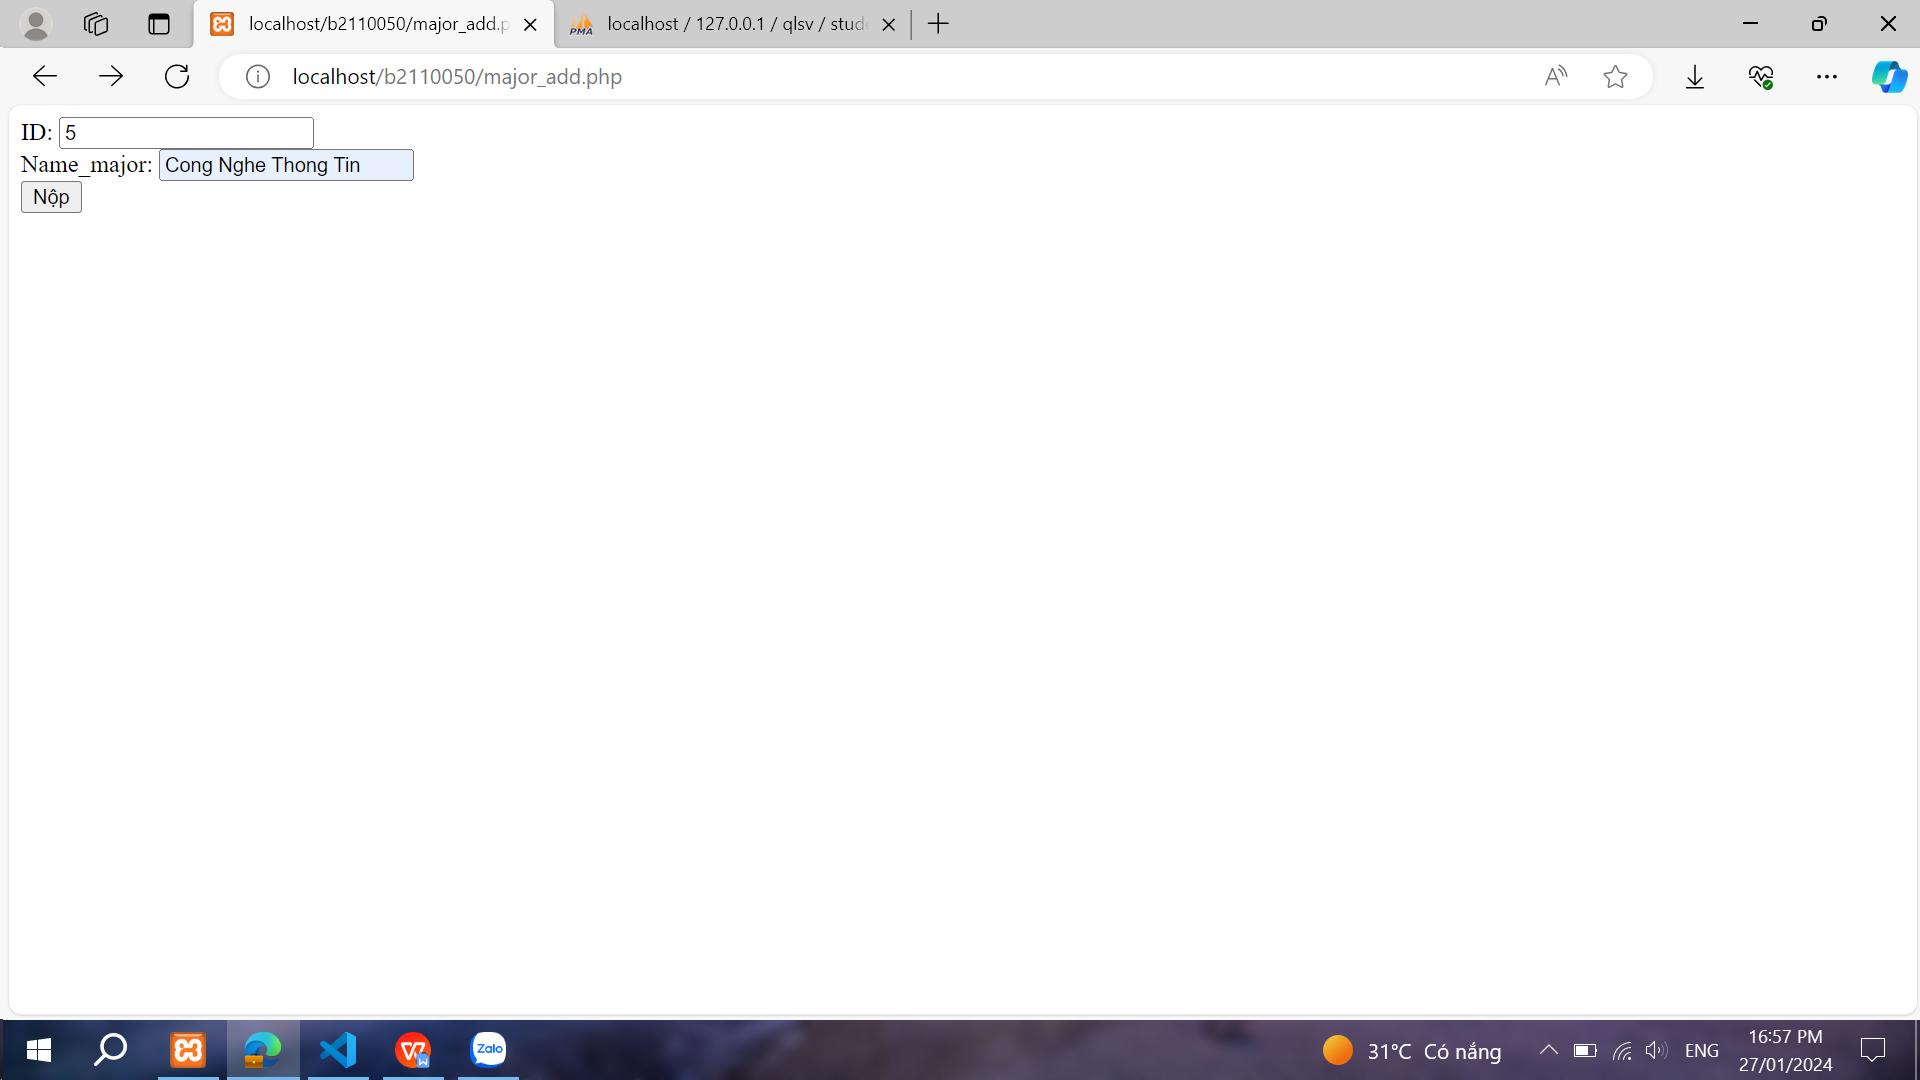 localhost/b2110050/major_add.p
localhost / 127.0.0.1 / qlsv / stud
localhost/b2110050/major_add.php
ID: 5
Name_major: Cong Nghe Thong Tin
Nộp
Zalo
31°C Có nắng
ENG
16:57 PM
27/01/2024